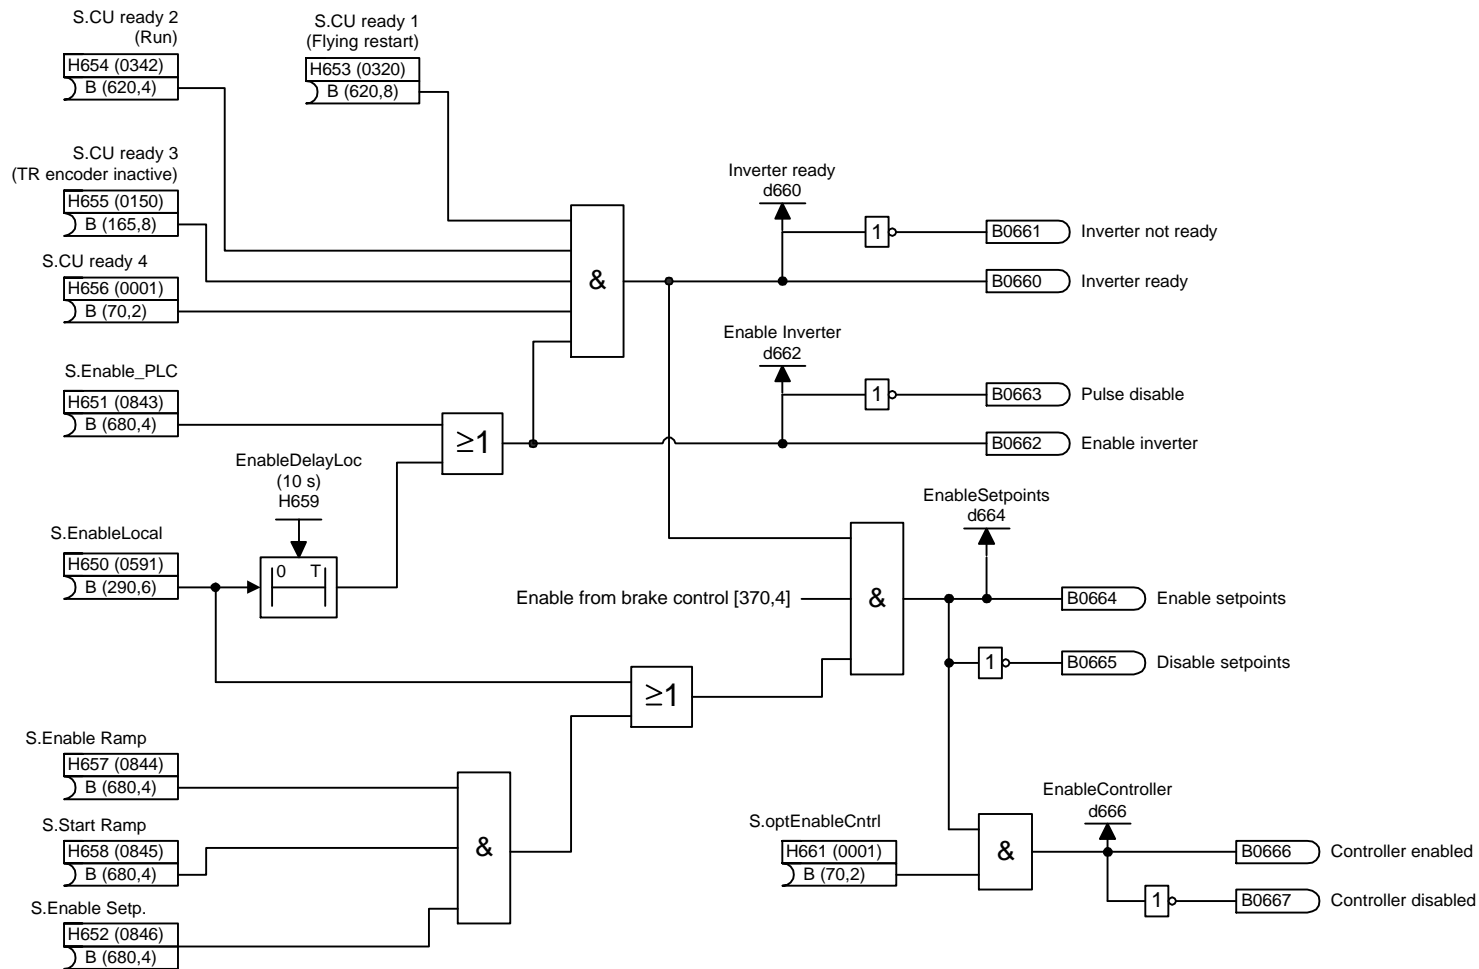 S.CU ready 2
(Run)
H654 (0342)
B (620,4)
S.CU ready 1
(Flying restart)
H653 (0320)
B (620,8)
S.CU ready 3
(TR encoder inactive)
H655 (0150)
B (165,8)
S.CU ready 4
H656 (0001)
B (70,2)
&
Inverter ready
d660
1
B0661
Inverter not ready
B0660
Inverter ready
S.Enable_PLC
H651 (0843)
B (680,4)
≥1
Enable Inverter
d662
1
B0663
Pulse disable
B0662
Enable inverter
EnableDelayLoc
(10 s)
H659
S.EnableLocal
H650 (0591)
B (290,6)
0 T
Enable from brake control [370,4]
&
EnableSetpoints
d664
B0664
Enable setpoints
1
B0665
Disable setpoints
≥1
S.Enable Ramp
H657 (0844)
B (680,4)
S.Start Ramp
H658 (0845)
B (680,4)
S.Enable Setp.
H652 (0846)
B (680,4)
&
S.optEnableCntrl
H661 (0001)
B (70,2)
&
EnableController
d666
B0666
Controller enabled
1
B0667
Controller disabled